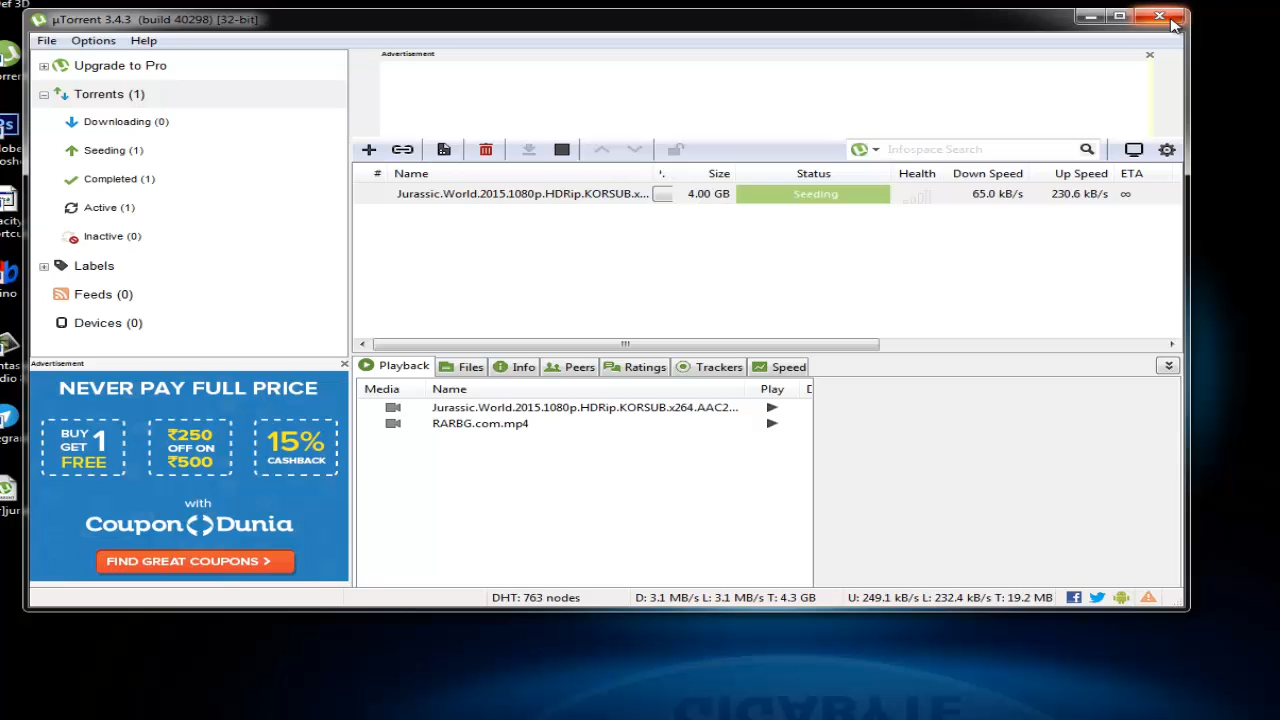 ef 3D
µTorrent 3.4.3 (build 40298) [32-bit]
File Options Help
Upgrade to Pro
Torrents (1)
Downloading (0)
Seeding (1)
Completed (1)
Active (1)
Inactive (0)
Labels
Feeds (0)
Devices (0)
Advertisement
Infospace Search
# Name Size Status Health Down Speed Up Speed ETA
Jurassic.World.2015.1080p.HDRip.KORSUB.x... 4.00 GB Seeding 65.0 kB/s 230.6 kB/s ∞
Advertisement
NEVER PAY FULL PRICE
BUY 1 GET FREE
₹250 OFF ON ₹500
15% CASHBACK
with
CouponDunia
FIND GREAT COUPONS >
Playback Files Info Peers Ratings Trackers Speed
Media Name Play D
Jurassic.World.2015.1080p.HDRip.KORSUB.x264.AAC2...
RARBG.com.mp4
DHT: 763 nodes D: 3.1 MB/s L: 3.1 MB/s T: 4.3 GB U: 249.1 kB/s L: 232.4 kB/s T: 19.2 MB
GIGABYTE